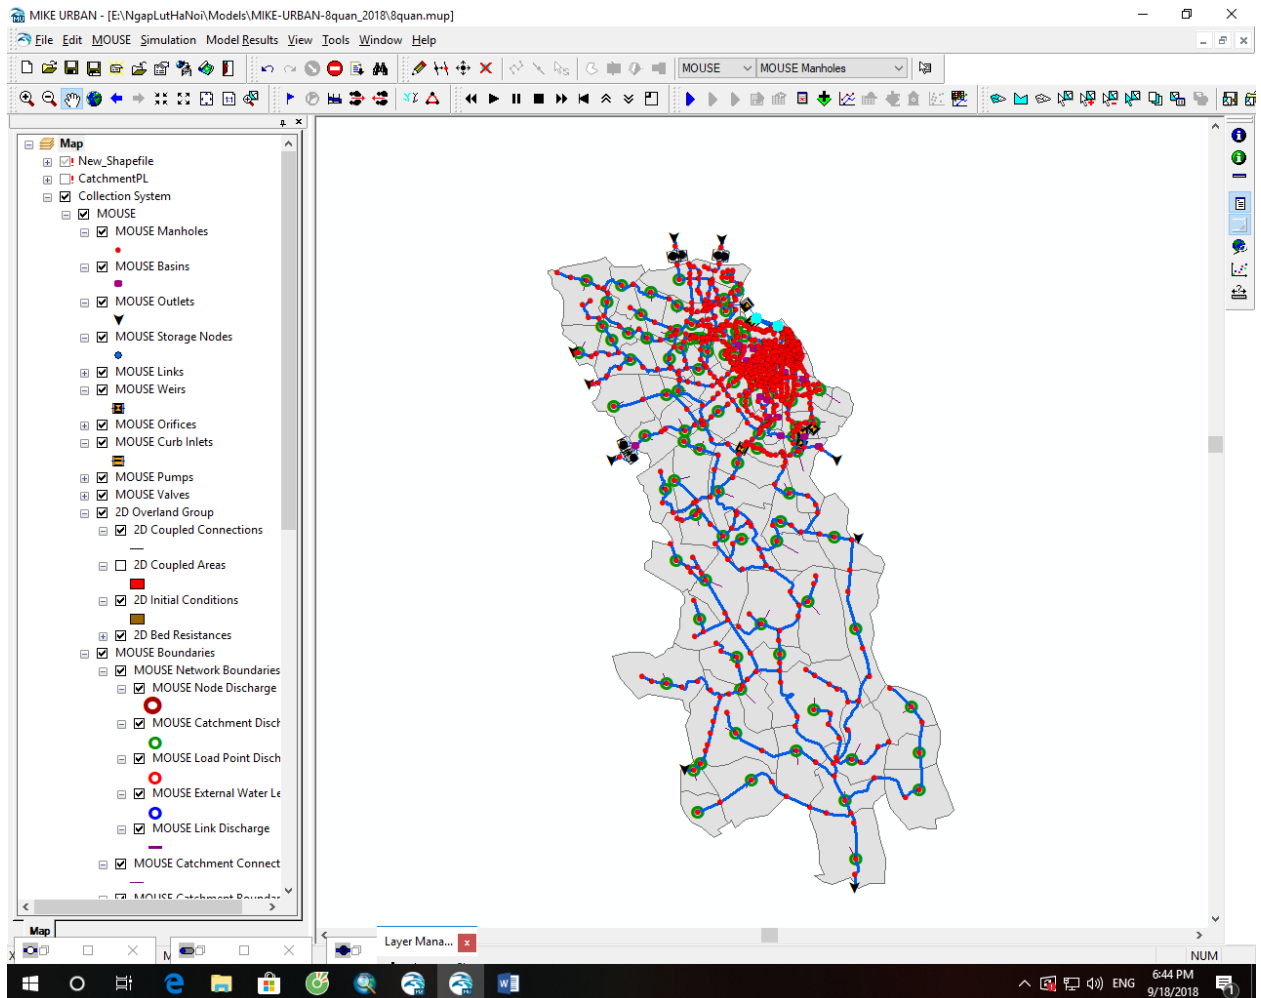 MIKE URBAN - [E:\NgapLutHaNoi\Models\MIKE-URBAN-8quan_2018\8quan.mup]
File Edit MOUSE Simulation Model Results View Tools Window Help
MOUSE MOUSE Manholes
Map
New_Shapefile
CatchmentPL
Collection System
MOUSE
MOUSE Manholes
MOUSE Basins
MOUSE Outlets
MOUSE Storage Nodes
MOUSE Links
MOUSE Weirs
MOUSE Orifices
MOUSE Curb Inlets
MOUSE Pumps
MOUSE Valves
2D Overland Group
2D Coupled Connections
2D Coupled Areas
2D Initial Conditions
2D Bed Resistances
MOUSE Boundaries
MOUSE Network Boundaries
MOUSE Node Discharge
MOUSE Catchment Disch
MOUSE Load Point Disch
MOUSE External Water Le
MOUSE Link Discharge
MOUSE Catchment Connect
Map
Layer Mana...
NUM
ENG
6:44 PM
9/18/2018